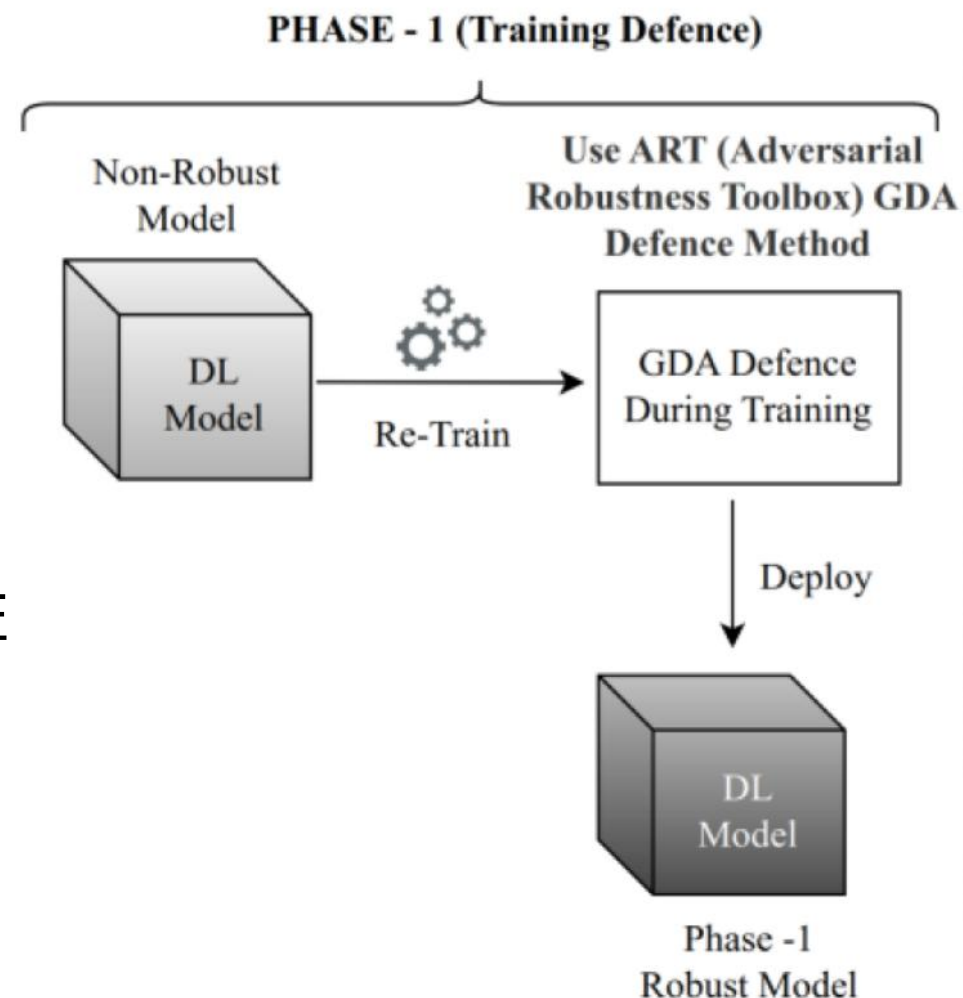 PHASE - 1 (Training Defence)
Non-Robust
Model
Use ART (Adversarial
Robustness Toolbox) GDA
Defence Method
DL
Model
Re-Train
GDA Defence
During Training
Deploy
DL
Model
Phase -1
Robust Model